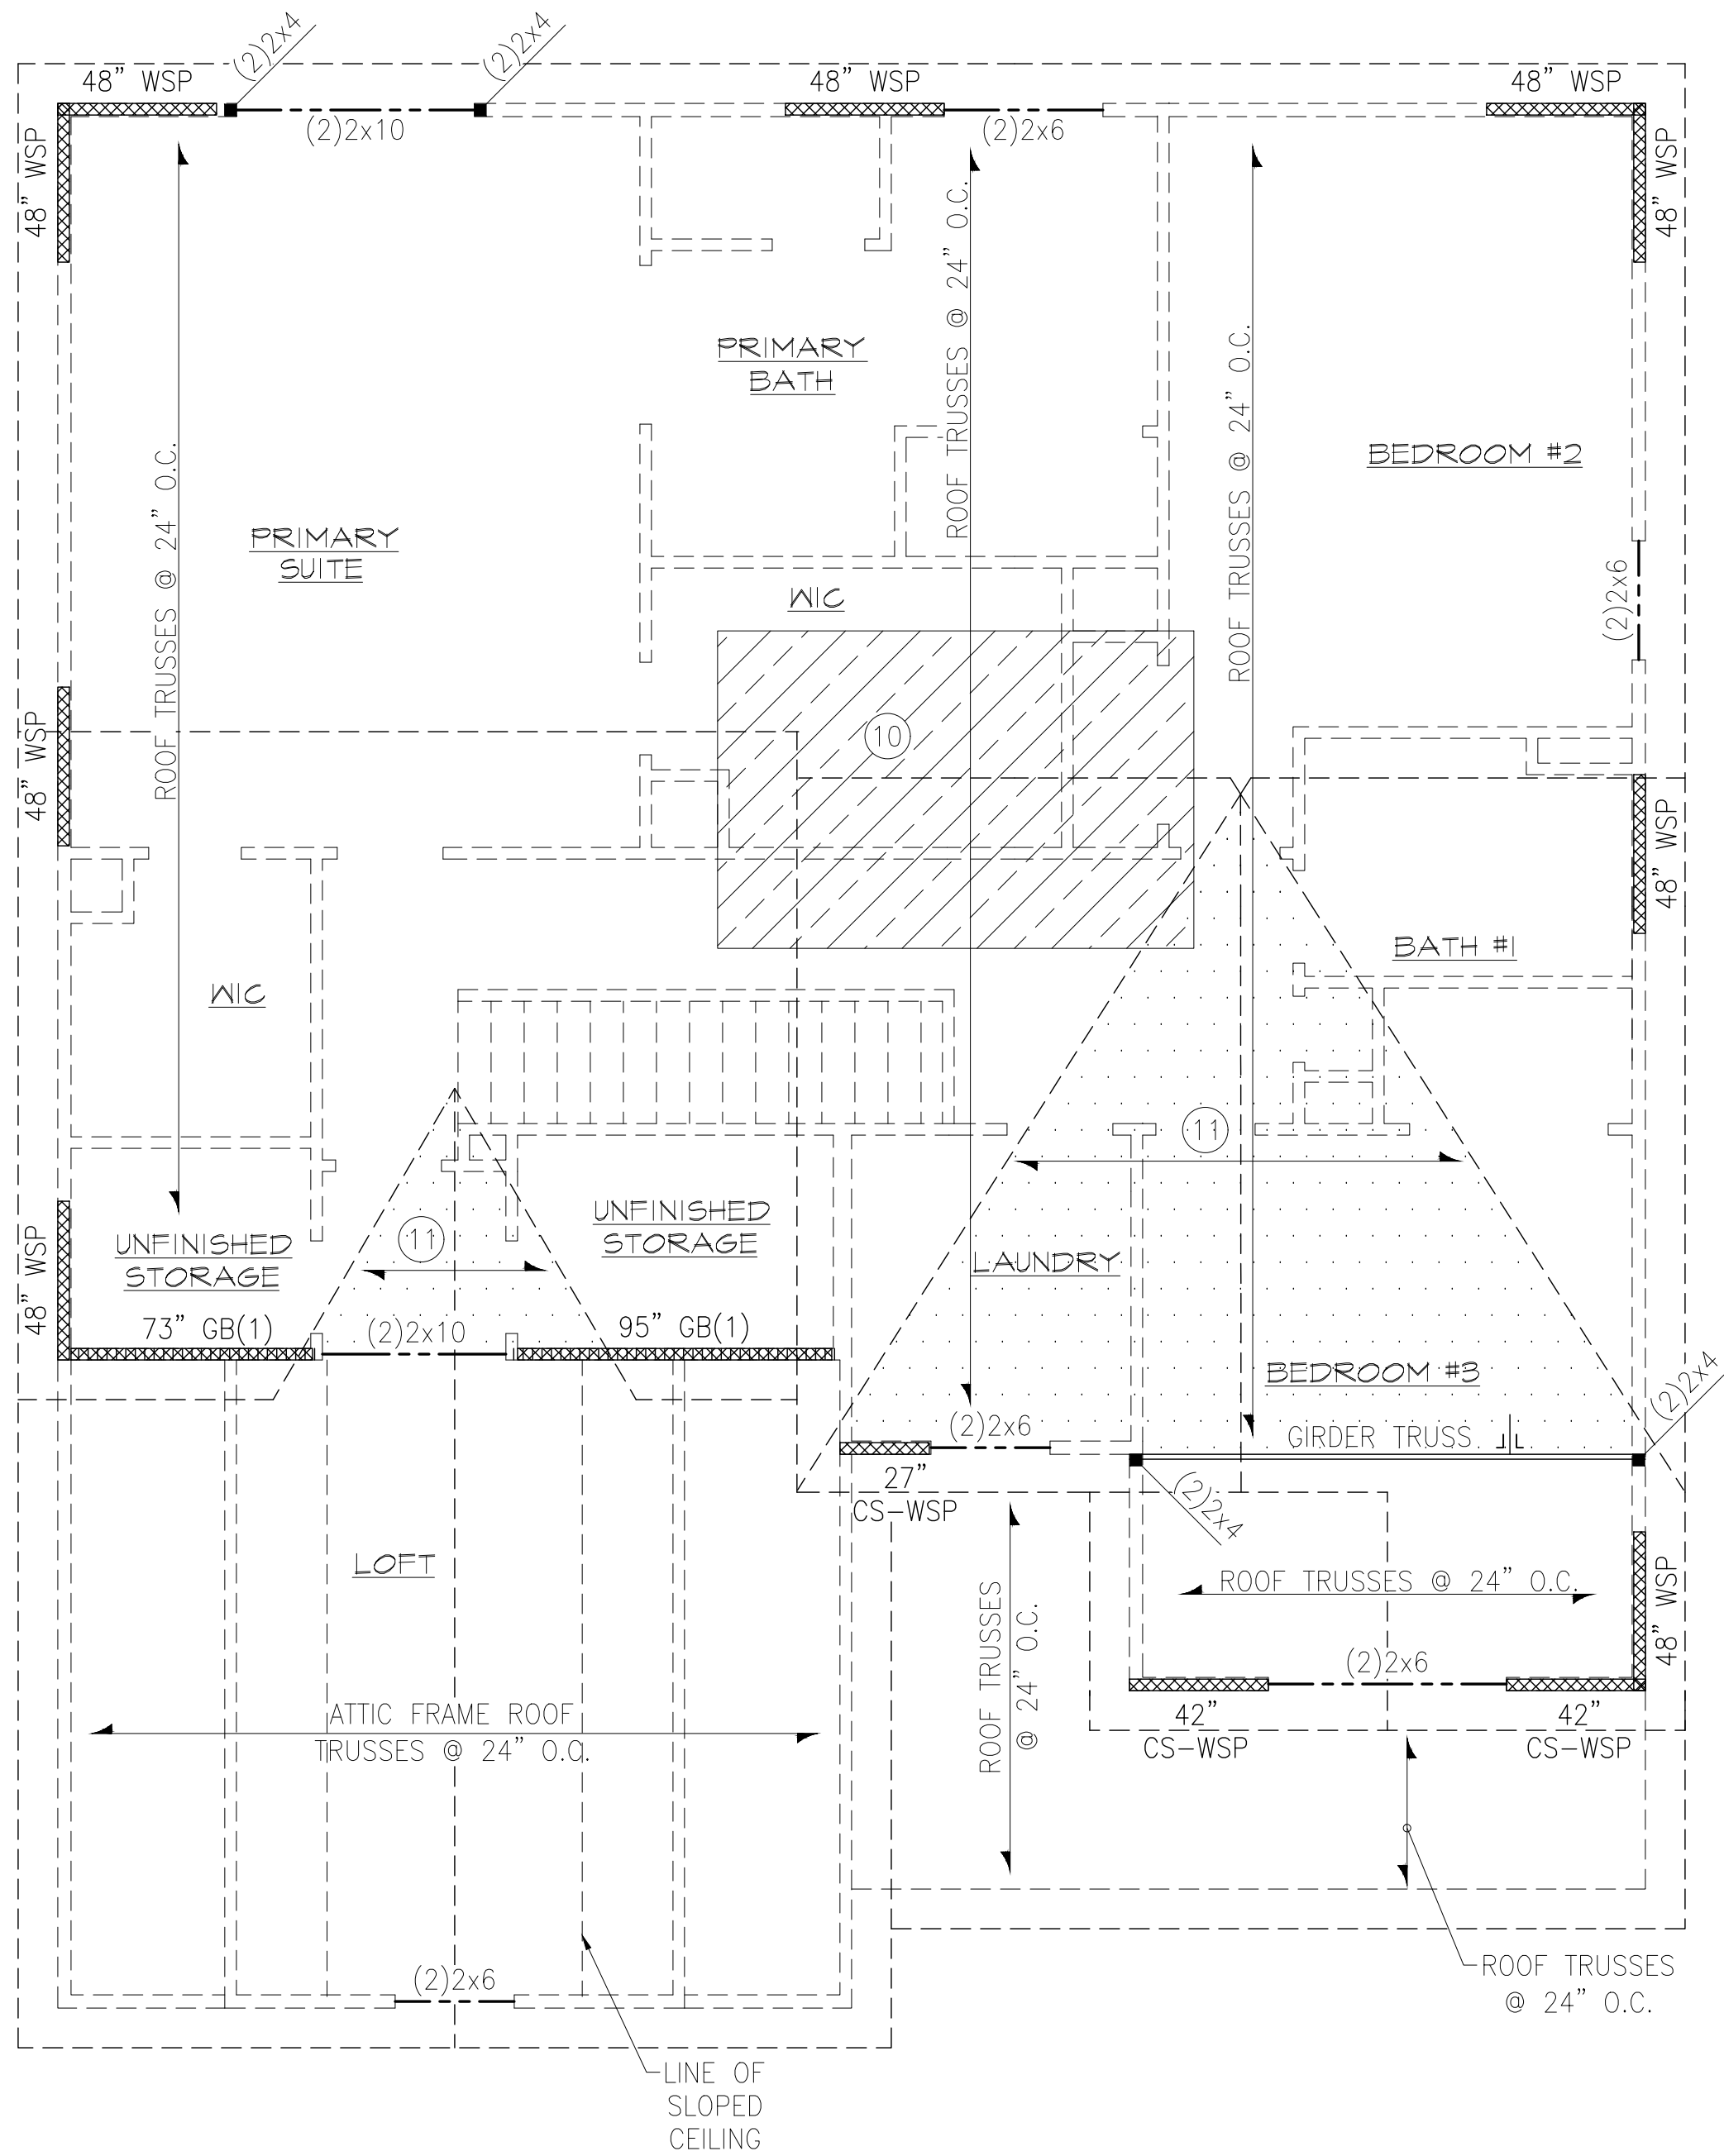 (2)2x4
(2)2x4
48" WSP
48" WSP
48" WSP
(2)2x10
(2)2x6
48" WSP
48" WSP
ROOF TRUSSES @ 24" O.C.
ROOF TRUSSES @ 24" O.C.
ROOF TRUSSES @ 24" O.C.
PRIMARY
BATH
BEDROOM #2
PRIMARY
SUITE
WIC
(2)2x6
10
48" WSP
48" WSP
BATH #1
WIC
11
11
UNFINISHED
STORAGE
UNFINISHED
STORAGE
LAUNDRY
48" WSP
73" GB(1)
(2)2x10
95" GB(1)
BEDROOM #3
(2)2x4
(2)2x6
GIRDER TRUSS
27"
CS-WSP
(2)2x4
LOFT
ROOF TRUSSES @ 24" O.C.
48" WSP
ROOF TRUSSES
@ 24" O.C.
(2)2x6
42"
CS-WSP
42"
CS-WSP
ATTIC FRAME ROOF
TRUSSES @ 24" O.C.
(2)2x6
ROOF TRUSSES
@ 24" O.C.
LINE OF
SLOPED
CEILING